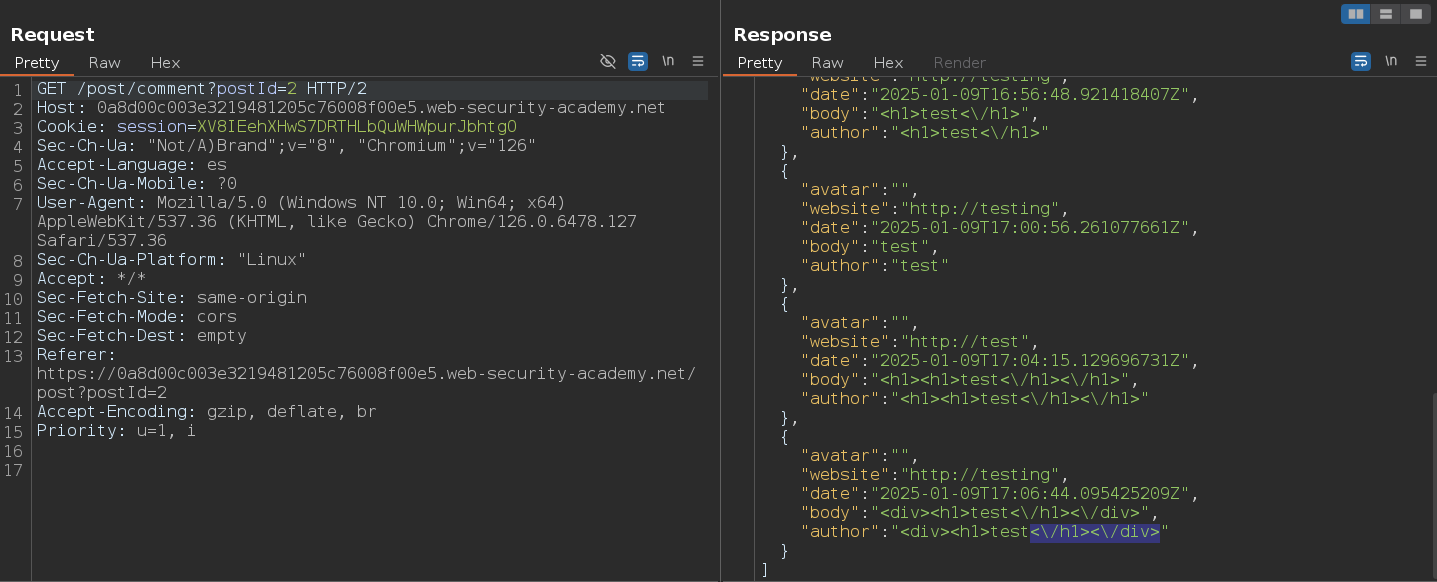 Request
Pretty Raw Hex
\n
1 GET /post/comment?postId=2 HTTP/2
2 Host: 0a8d00c003e3219481205c76008f00e5.web-security-academy.net
3 Cookie: session=XV8IEehXHwS7DRTHLbQuWHWpurJbhtgO
4 Sec-Ch-Ua: "Not/A)Brand";v="8", "Chromium";v="126"
5 Accept-Language: es
6 Sec-Ch-Ua-Mobile: ?0
7 User-Agent: Mozilla/5.0 (Windows NT 10.0; Win64; x64)
AppleWebKit/537.36 (KHTML, like Gecko) Chrome/126.0.6478.127
Safari/537.36
8 Sec-Ch-Ua-Platform: "Linux"
9 Accept: */*
10 Sec-Fetch-Site: same-origin
11 Sec-Fetch-Mode: cors
12 Sec-Fetch-Dest: empty
13 Referer:
https://0a8d00c003e3219481205c76008f00e5.web-security-academy.net/
post?postId=2
14 Accept-Encoding: gzip, deflate, br
15 Priority: u=1, i
16
17
Response
Pretty Raw Hex Render
\n
"website":"http://testing",
"date":"2025-01-09T16:56:48.921418407Z",
"body":"<h1>test<\/h1>",
"author":"<h1>test<\/h1>"
},
{
"avatar":"",
"website":"http://testing",
"date":"2025-01-09T17:00:56.261077661Z",
"body":"test",
"author":"test"
},
{
"avatar":"",
"website":"http://test",
"date":"2025-01-09T17:04:15.129696731Z",
"body":"<h1><h1>test<\/h1><\/h1>",
"author":"<h1><h1>test<\/h1><\/h1>"
},
{
"avatar":"",
"website":"http://testing",
"date":"2025-01-09T17:06:44.095425209Z",
"body":"<div><h1>test<\/h1><\/div>",
"author":"<div><h1>test<\/h1><\/div>"
}
]